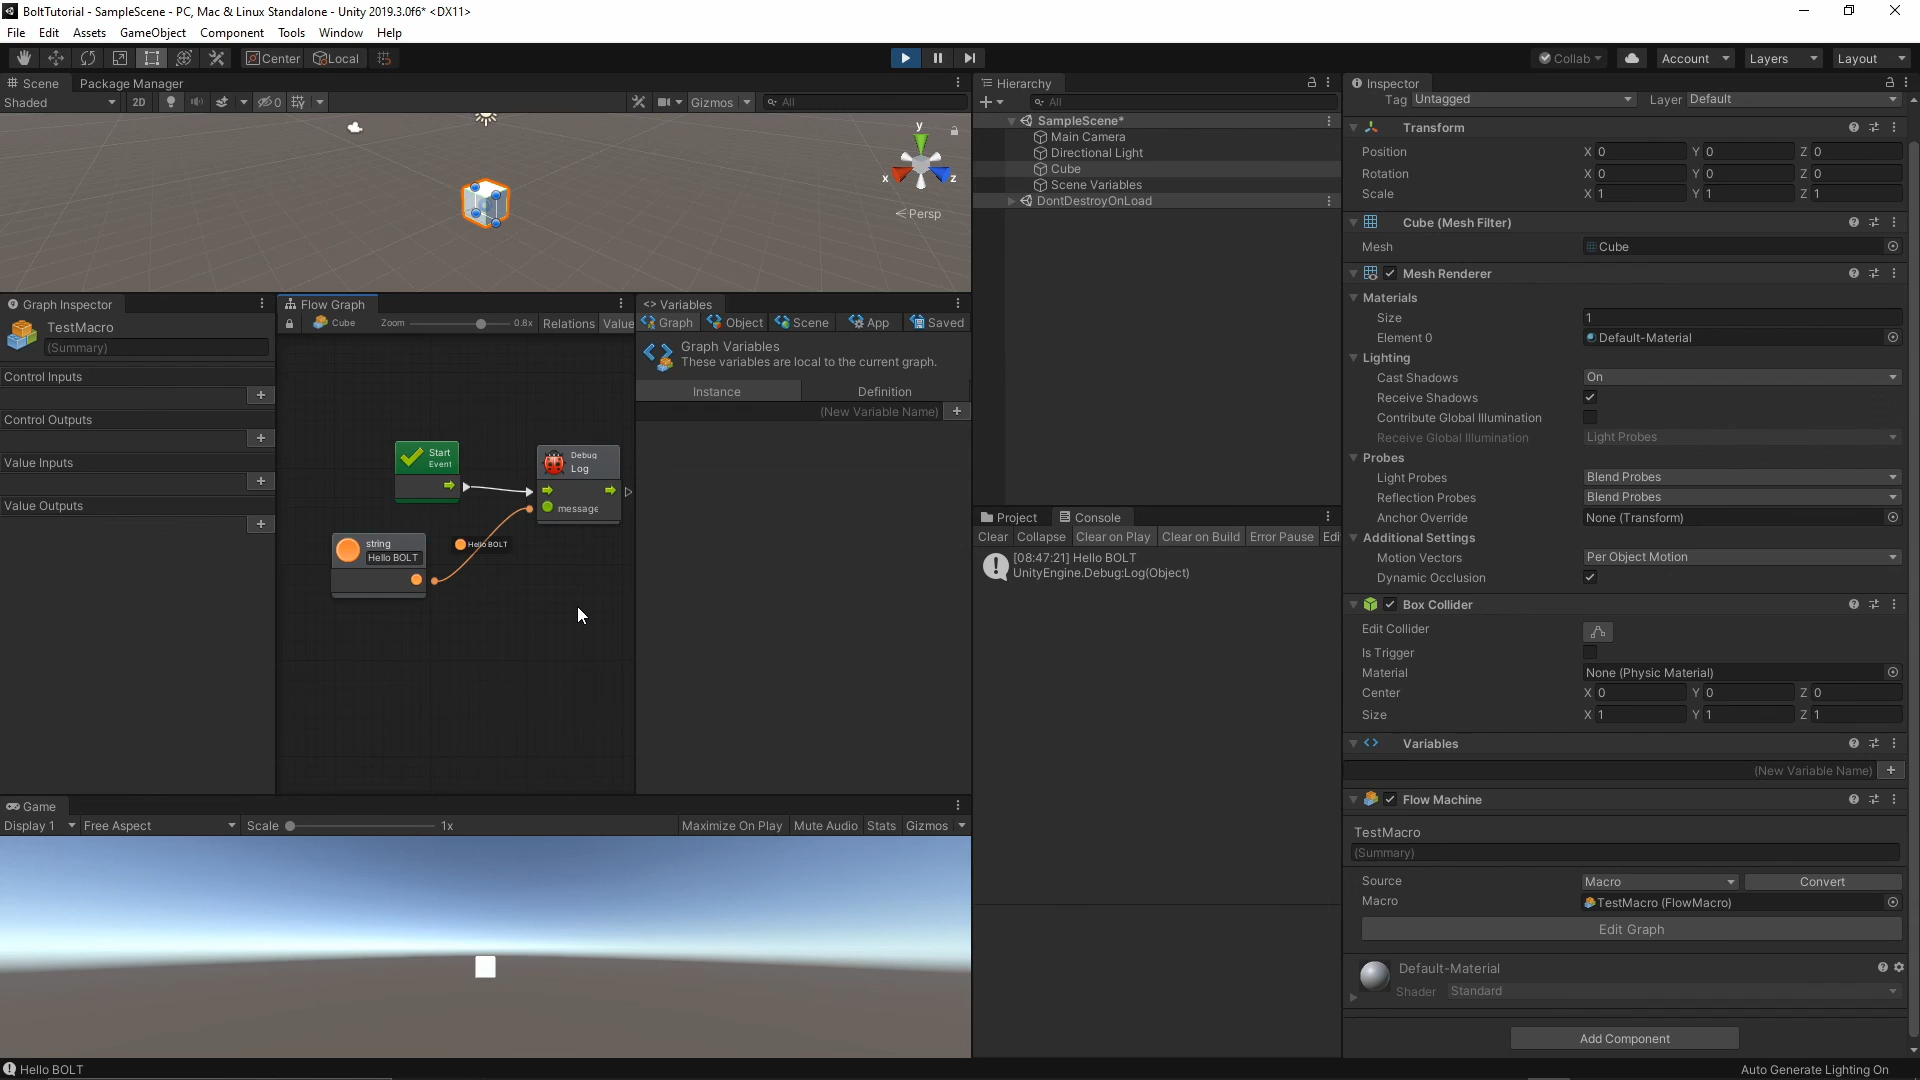 BoltTutorial - SampleScene - PC, Mac & Linux Standalone - Unity 2019.3.0f6* <DX11>
File Edit Assets GameObject Component Tools Window Help
Center Local Collab Account Layers Layout
Scene Package Manager
Shaded 2D 0 Gizmos All
y x z
Persp
Graph Inspector
TestMacro
(Summary)
Control Inputs
Control Outputs
Value Inputs
Value Outputs
Flow Graph
Cube Zoom 0.8x Relations Value
Start
Event
Debug
Log
message
string
Hello BOLT
Hello BOLT
<> Variables
Graph Object Scene App Saved
Graph Variables
These variables are local to the current graph.
Instance Definition
(New Variable Name)
Game
Display 1 Free Aspect Scale 1x Maximize On Play Mute Audio Stats Gizmos
Hierarchy
All
SampleScene*
Main Camera
Directional Light
Cube
Scene Variables
DontDestroyOnLoad
Project Console
Clear Collapse Clear on Play Clear on Build Error Pause Edi
[08:47:21] Hello BOLT
UnityEngine.Debug:Log(Object)
Inspector
Tag Untagged Layer Default
Transform
Position X 0 Y 0 Z 0
Rotation X 0 Y 0 Z 0
Scale X 1 Y 1 Z 1
Cube (Mesh Filter)
Mesh Cube
Mesh Renderer
Materials
Size 1
Element 0 Default-Material
Lighting
Cast Shadows On
Receive Shadows
Contribute Global Illumination
Receive Global Illumination Light Probes
Probes
Light Probes Blend Probes
Reflection Probes Blend Probes
Anchor Override None (Transform)
Additional Settings
Motion Vectors Per Object Motion
Dynamic Occlusion
Box Collider
Edit Collider
Is Trigger
Material None (Physic Material)
Center X 0 Y 0 Z 0
Size X 1 Y 1 Z 1
Variables
(New Variable Name)
Flow Machine
TestMacro
(Summary)
Source Macro Convert
Macro TestMacro (FlowMacro)
Edit Graph
Default-Material
Shader Standard
Add Component
Hello BOLT
Auto Generate Lighting On